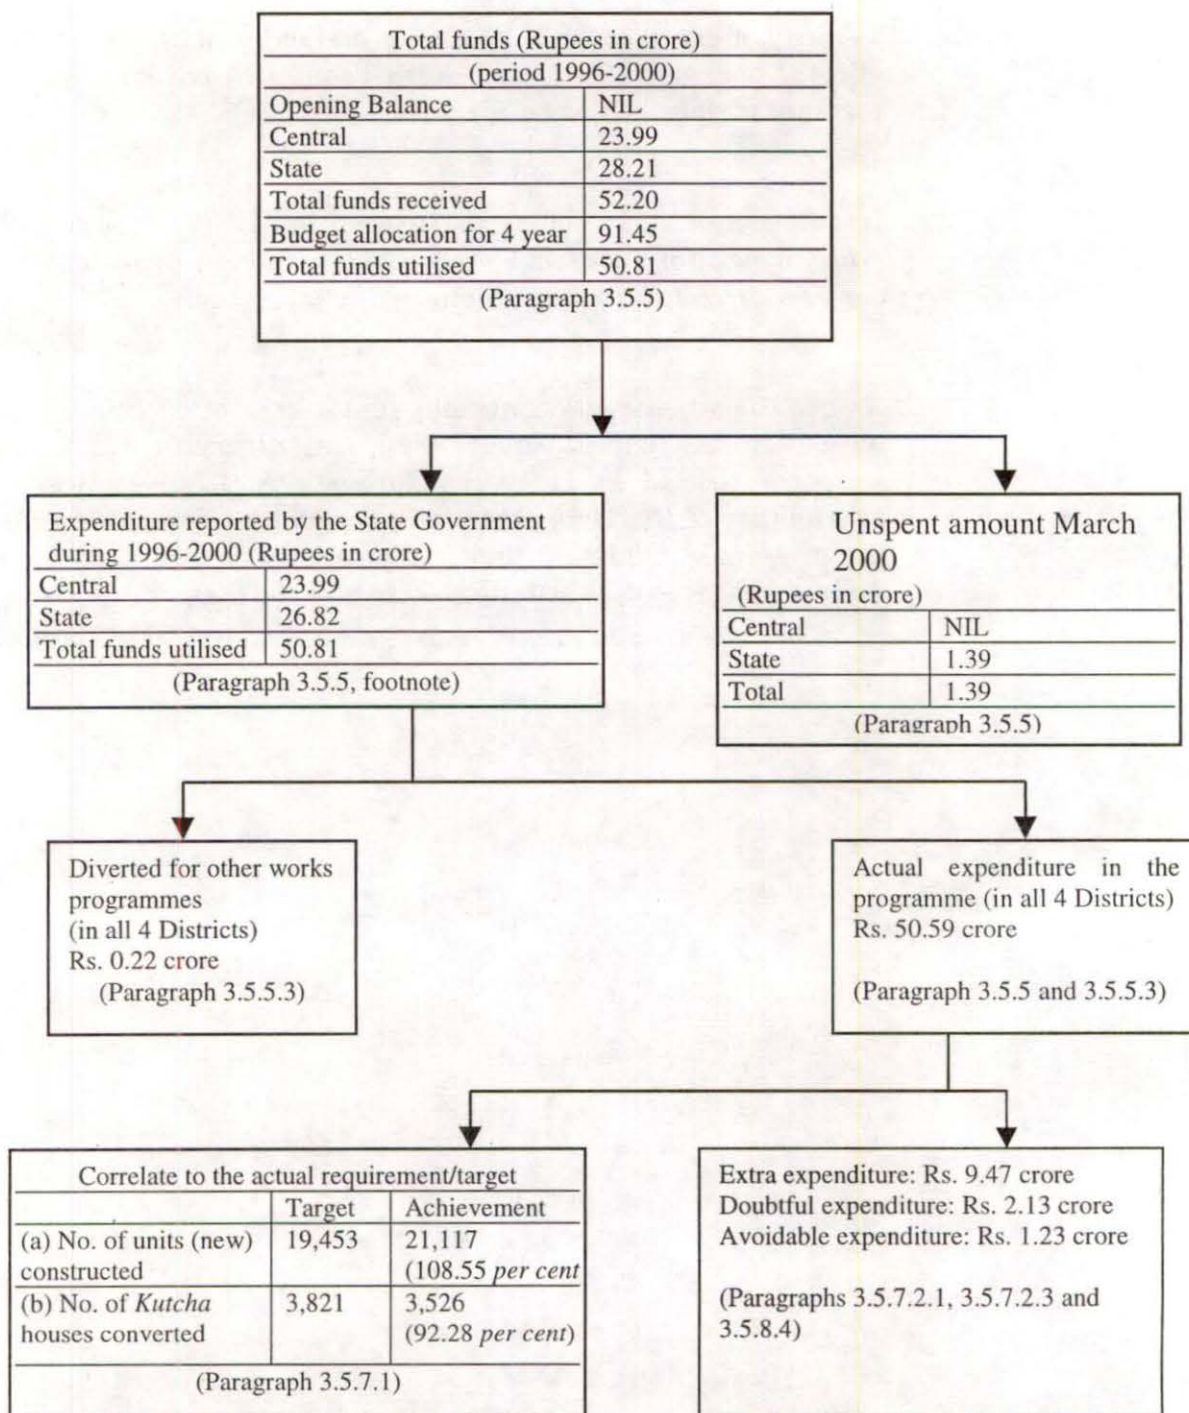 Total funds (Rupees in crore)
(period 1996-2000)
Opening Balance NIL
Central 23.99
State 28.21
Total funds received 52.20
Budget allocation for 4 year 91.45
Total funds utilised 50.81
(Paragraph 3.5.5)
Expenditure reported by the State Government
during 1996-2000 (Rupees in crore)
Central 23.99
State 26.82
Total funds utilised 50.81
(Paragraph 3.5.5, footnote)
Unspent amount March
2000
(Rupees in crore)
Central NIL
State 1.39
Total 1.39
(Paragraph 3.5.5)
Diverted for other works
programmes
(in all 4 Districts)
Rs. 0.22 crore
(Paragraph 3.5.5.3)
Actual expenditure in the
programme (in all 4 Districts)
Rs. 50.59 crore
(Paragraph 3.5.5 and 3.5.5.3)
Correlate to the actual requirement/target
Target Achievement
(a) No. of units (new) 19,453 21,117
constructed (108.55 per cent
(b) No. of Kutcha 3,821 3,526
houses converted (92.28 per cent)
(Paragraph 3.5.7.1)
Extra expenditure: Rs. 9.47 crore
Doubtful expenditure: Rs. 2.13 crore
Avoidable expenditure: Rs. 1.23 crore
(Paragraphs 3.5.7.2.1, 3.5.7.2.3 and
3.5.8.4)